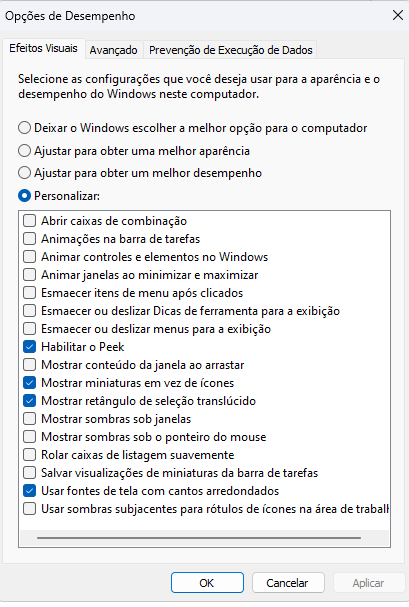 Opções de Desempenho
Efeitos Visuais Avançado Prevenção de Execução de Dados
Selecione as configurações que você deseja usar para a aparência e o
desempenho do Windows neste computador.
Deixar o Windows escolher a melhor opção para o computador
Ajustar para obter uma melhor aparência
Ajustar para obter um melhor desempenho
Personalizar:
Abrir caixas de combinação
Animações na barra de tarefas
Animar controles e elementos no Windows
Animar janelas ao minimizar e maximizar
Esmaecer itens de menu após clicados
Esmaecer ou deslizar Dicas de ferramenta para a exibição
Esmaecer ou deslizar menus para a exibição
Habilitar o Peek
Mostrar conteúdo da janela ao arrastar
Mostrar miniaturas em vez de ícones
Mostrar retângulo de seleção translúcido
Mostrar sombras sob janelas
Mostrar sombras sob o ponteiro do mouse
Rolar caixas de listagem suavemente
Salvar visualizações de miniaturas da barra de tarefas
Usar fontes de tela com cantos arredondados
Usar sombras subjacentes para rótulos de ícones na área de trabal
OK Cancelar Aplicar